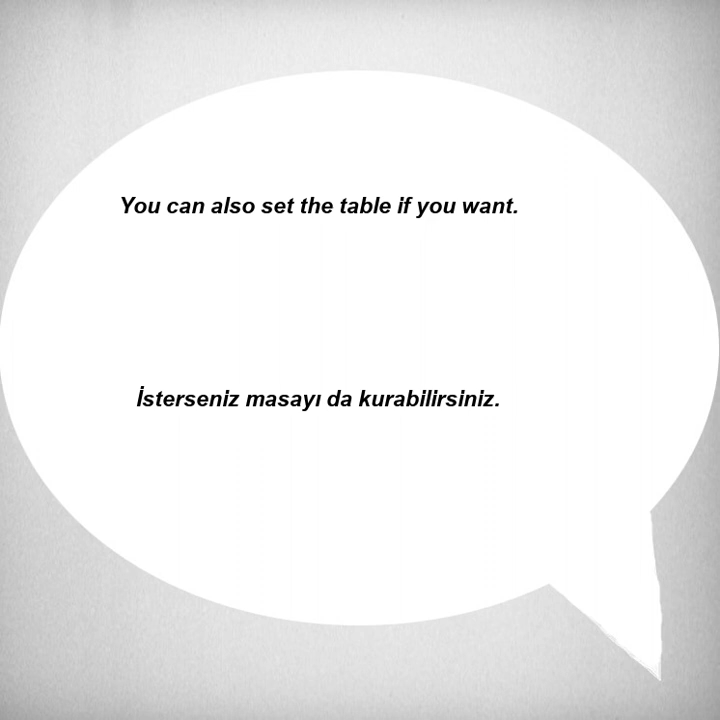 You can also set the table if you want.
İsterseniz masayı da kurabilirsiniz.